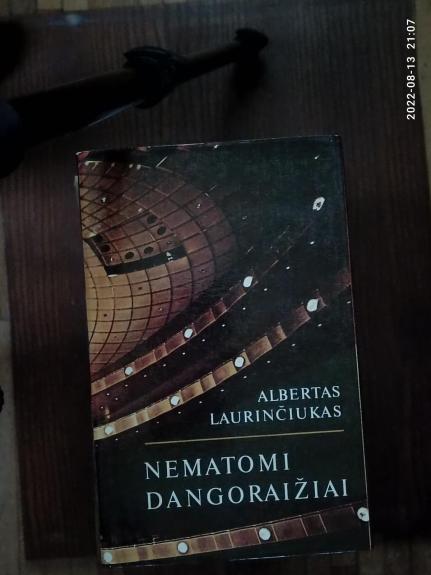 2022-08-13 21:07
ALBERTAS
LAURINČIUKAS
NEMATOMI
DANGORAIŽIAI